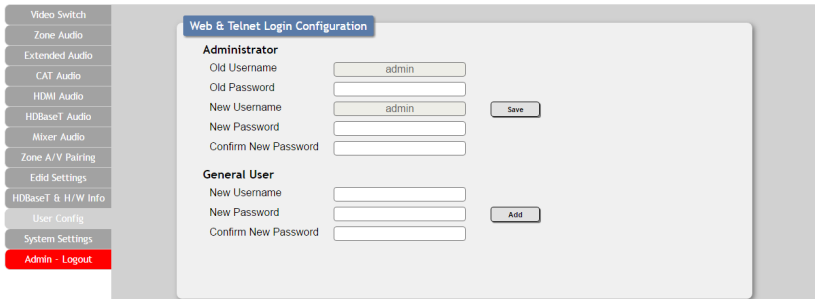 Video Switch
Zone Audio
Extended Audio
CAT Audio
HDMI Audio
HDBaseT Audio
Mixer Audio
Zone A/V Pairing
Edid Settings
HDBaseT & H/W Info
User Config
System Settings
Admin - Logout
Web & Telnet Login Configuration
Administrator
Old Username admin
Old Password
New Username admin Save
New Password
Confirm New Password
General User
New Username
New Password Add
Confirm New Password